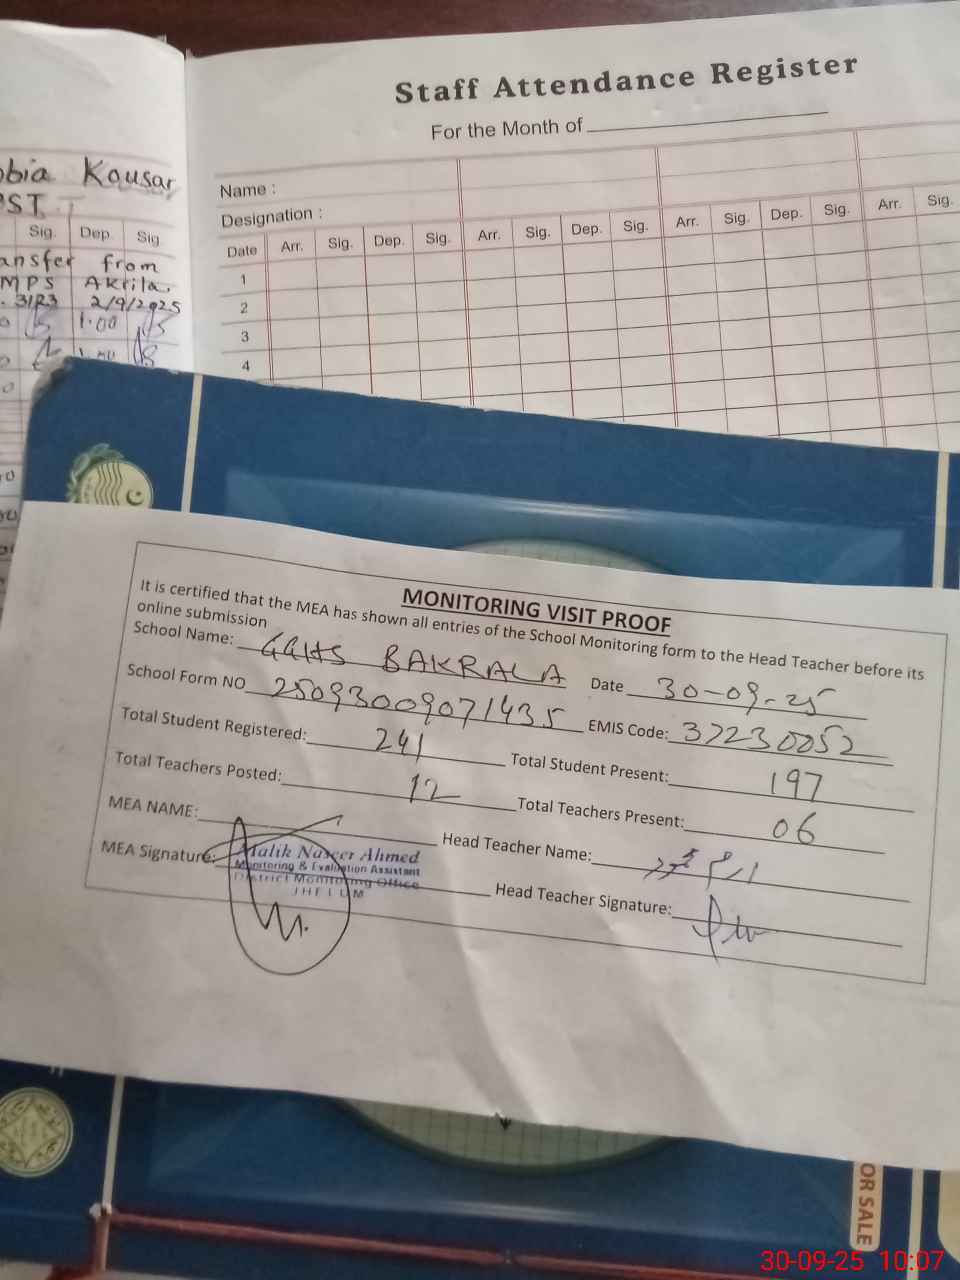 Staff Attendance Register
For the Month of
Name :
Designation :
Date Arr. Sig. Dep. Sig. Arr. Sig. Dep. Sig. Arr. Sig. Dep. Sig. Arr. Sig.
1
2
3
4
obia Kousar
PST
Sig. Dep. Sig
ansfer from
MPS Akrila.
3123 2/9/2025
1.00
MONITORING VISIT PROOF
It is certified that the MEA has shown all entries of the School Monitoring form to the Head Teacher before its
online submission
School Name: GGHS BAKRALA Date 30-09-25
School Form NO 25093009071435 EMIS Code: 37230052
Total Student Registered: 241 Total Student Present: 197
Total Teachers Posted: 12 Total Teachers Present: 06
MEA NAME: Head Teacher Name:
MEA Signature: Head Teacher Signature:
Malik Naseer Ahmed
Monitoring & Evaluation Assistant
District Monitoring Office
JHELUM
OR SALE
30-09-25 10:07